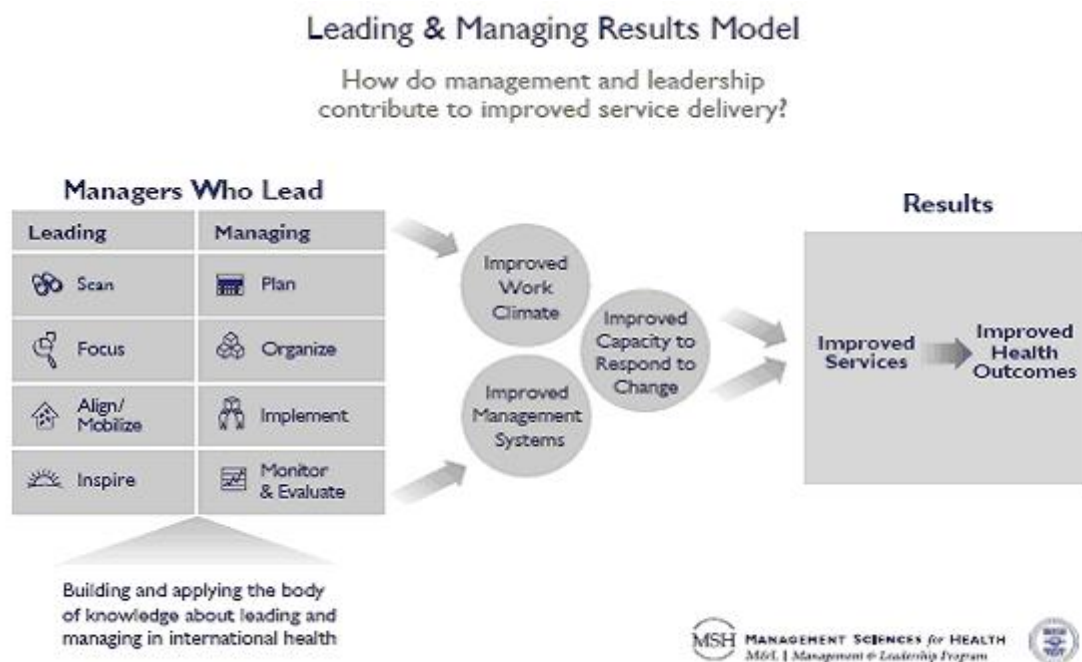 Leading & Managing Results Model
How do management and leadership
contribute to improved service delivery?
Managers Who Lead
Leading
Managing
Scan
Plan
Focus
Organize
Align/
Mobilize
Implement
Inspire
Monitor
& Evaluate
Building and applying the body
of knowledge about leading and
managing in international health
Improved
Work
Climate
Improved
Management
Systems
Improved
Capacity to
Respond to
Change
Results
Improved
Services
Improved
Health
Outcomes
MSH
MANAGEMENT SCIENCES for HEALTH
M&L | Management & Leadership Program